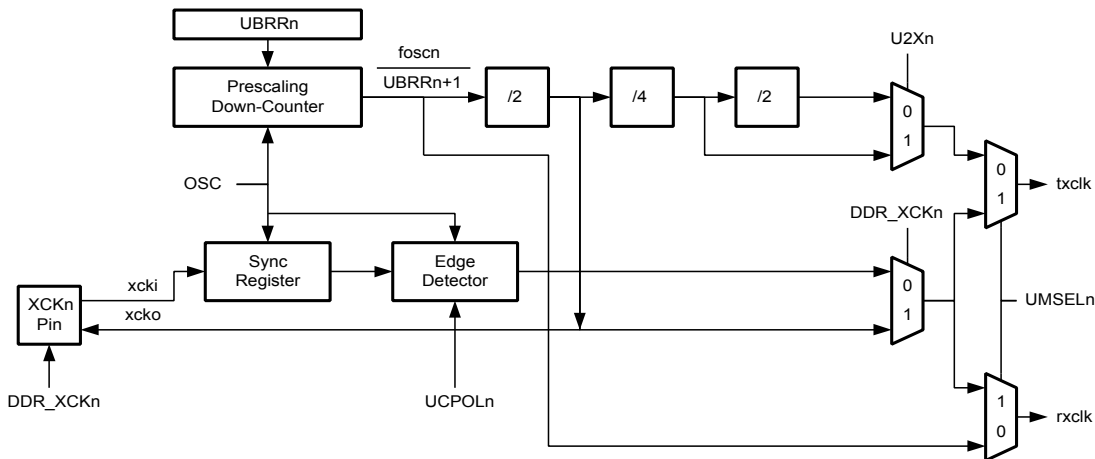 UBRRn
foscn
U2Xn
Prescaling
Down-Counter
UBRRn+1
/2
/4
/2
0
1
OSC
0
1
txclk
DDR_XCKn
Sync
Register
Edge
Detector
xcki
0
1
UMSELn
XCKn
Pin
xcko
DDR_XCKn
UCPOLn
1
0
rxclk